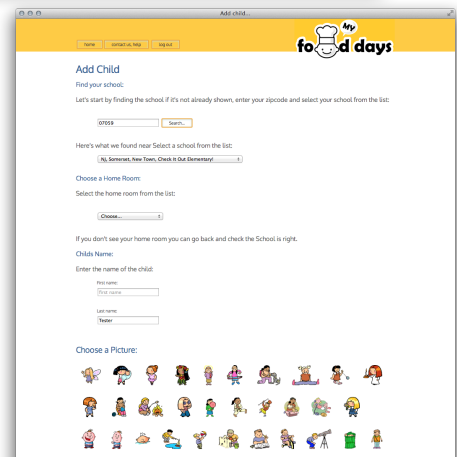 Add child...
MY
food days
home
contact us, help
log out
Add Child
Find your school:
Let's start by finding the school if it's not already shown, enter your zipcode and select your school from the list:
07059
Search...
Here's what we found near Select a school from the list:
NJ, Somerset, New Town, Check It Out Elementary!
Choose a Home Room:
Select the home room from the list:
Choose...
If you don't see your home room you can go back and check the School is right.
Childs Name:
Enter the name of the child:
First name:
First name
Last name:
Tester
Choose a Picture: